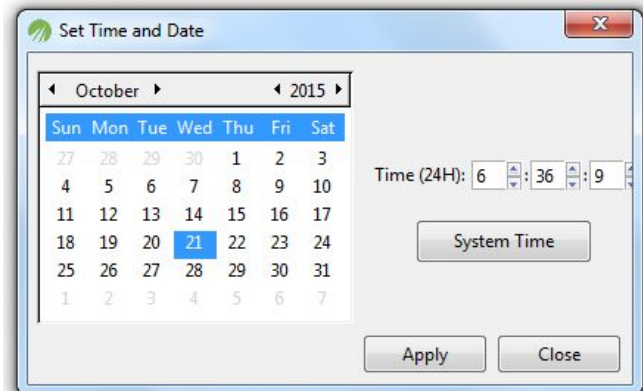 Set Time and Date
October 2015
Sun Mon Tue Wed Thu Fri Sat
27 28 29 30 1 2 3
4 5 6 7 8 9 10
11 12 13 14 15 16 17
18 19 20 21 22 23 24
25 26 27 28 29 30 31
1 2 3 4 5 6 7
Time (24H): 6 : 36 : 9
System Time
Apply Close